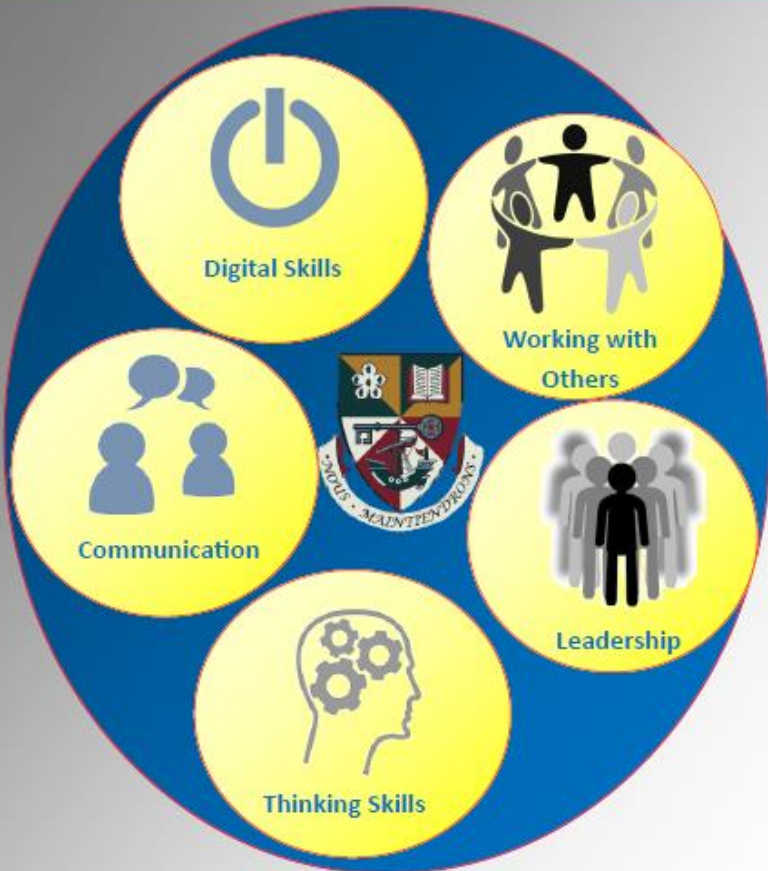 Digital Skills
Working with
Others
Communication
NOUS · MAINTIENDRONS
Leadership
Thinking Skills